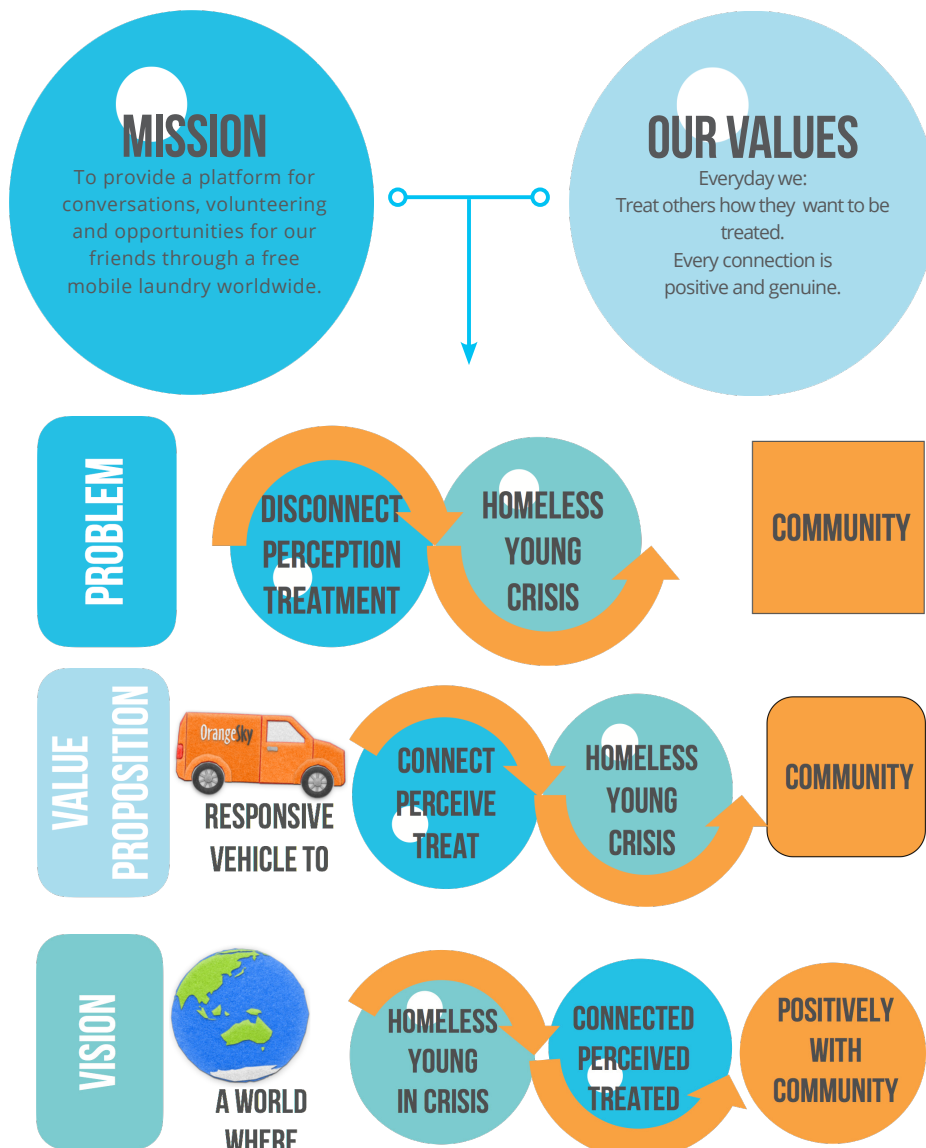 MISSION
To provide a platform for
conversations, volunteering
and opportunities for our
friends through a free
mobile laundry worldwide.
OUR VALUES
Everyday we:
Treat others how they want to be
treated.
Every connection is
positive and genuine.
PROBLEM
DISCONNECT
PERCEPTION
TREATMENT
HOMELESS
YOUNG
CRISIS
COMMUNITY
VALUE
PROPOSITION
OrangeSky
RESPONSIVE
VEHICLE TO
CONNECT
PERCEIVE
TREAT
HOMELESS
YOUNG
CRISIS
COMMUNITY
VISION
A WORLD
WHERE
HOMELESS
YOUNG
IN CRISIS
CONNECTED
PERCEIVED
TREATED
POSITIVELY
WITH
COMMUNITY